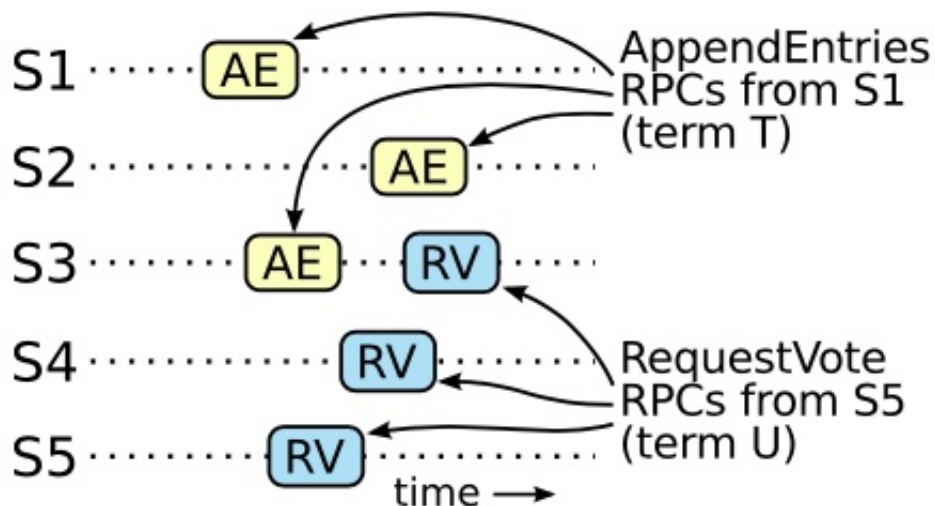 S1
AE
AppendEntries
RPCs from S1
(term T)
S2
AE
S3
AE
RV
S4
RV
RequestVote
RPCs from S5
(term U)
S5
RV
time